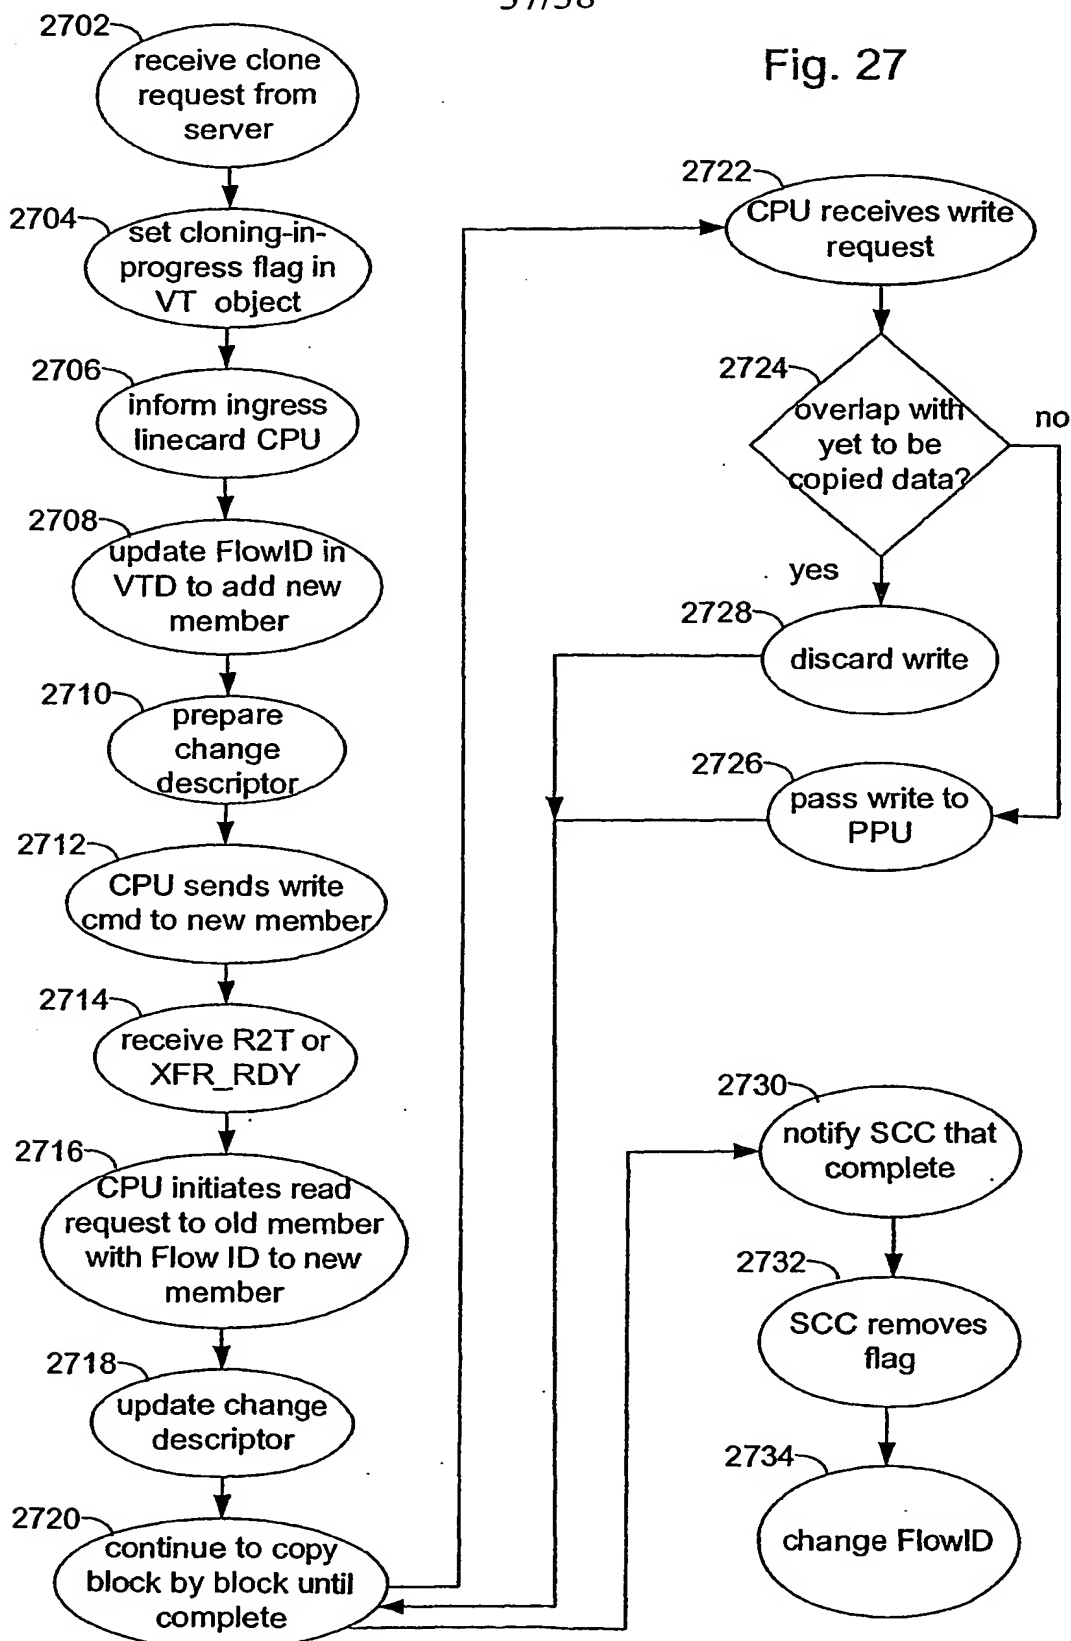 37/38
Fig. 27
2702
receive clone
request from
server
2704
set cloning-in-
progress flag in
VT object
2706
inform ingress
linecard CPU
2708
update FlowID in
VTD to add new
member
2710
prepare
change
descriptor
2712
CPU sends write
cmd to new member
2714
receive R2T or
XFR_RDY
2716
CPU initiates read
request to old member
with Flow ID to new
member
2718
update change
descriptor
2720
continue to copy
block by block until
complete
2722
CPU receives write
request
2724
overlap with
yet to be
copied data?
no
yes
2728
discard write
2726
pass write to
PPU
2730
notify SCC that
complete
2732
SCC removes
flag
2734
change FlowID